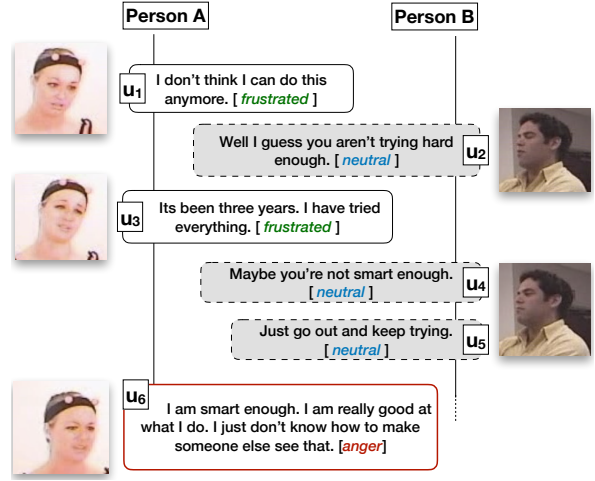 Person A
Person B
u1
I don't think I can do this
anymore. [ frustrated ]
u2
Well I guess you aren't trying hard
enough. [ neutral ]
u3
Its been three years. I have tried
everything. [ frustrated ]
u4
Maybe you're not smart enough.
[ neutral ]
u5
Just go out and keep trying.
[ neutral ]
u6
I am smart enough. I am really good at
what I do. I just don't know how to make
someone else see that. [anger]